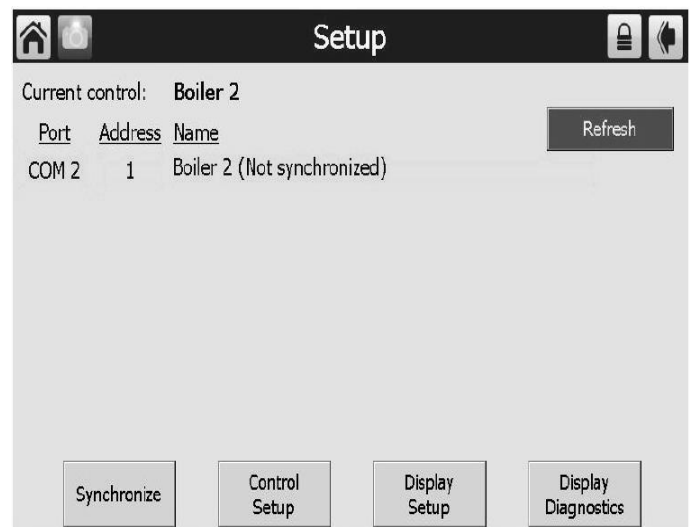 Setup
Current control: Boiler 2
Refresh
Port Address Name
COM 2 1 Boiler 2 (Not synchronized)
Synchronize
Control
Setup
Display
Setup
Display
Diagnostics